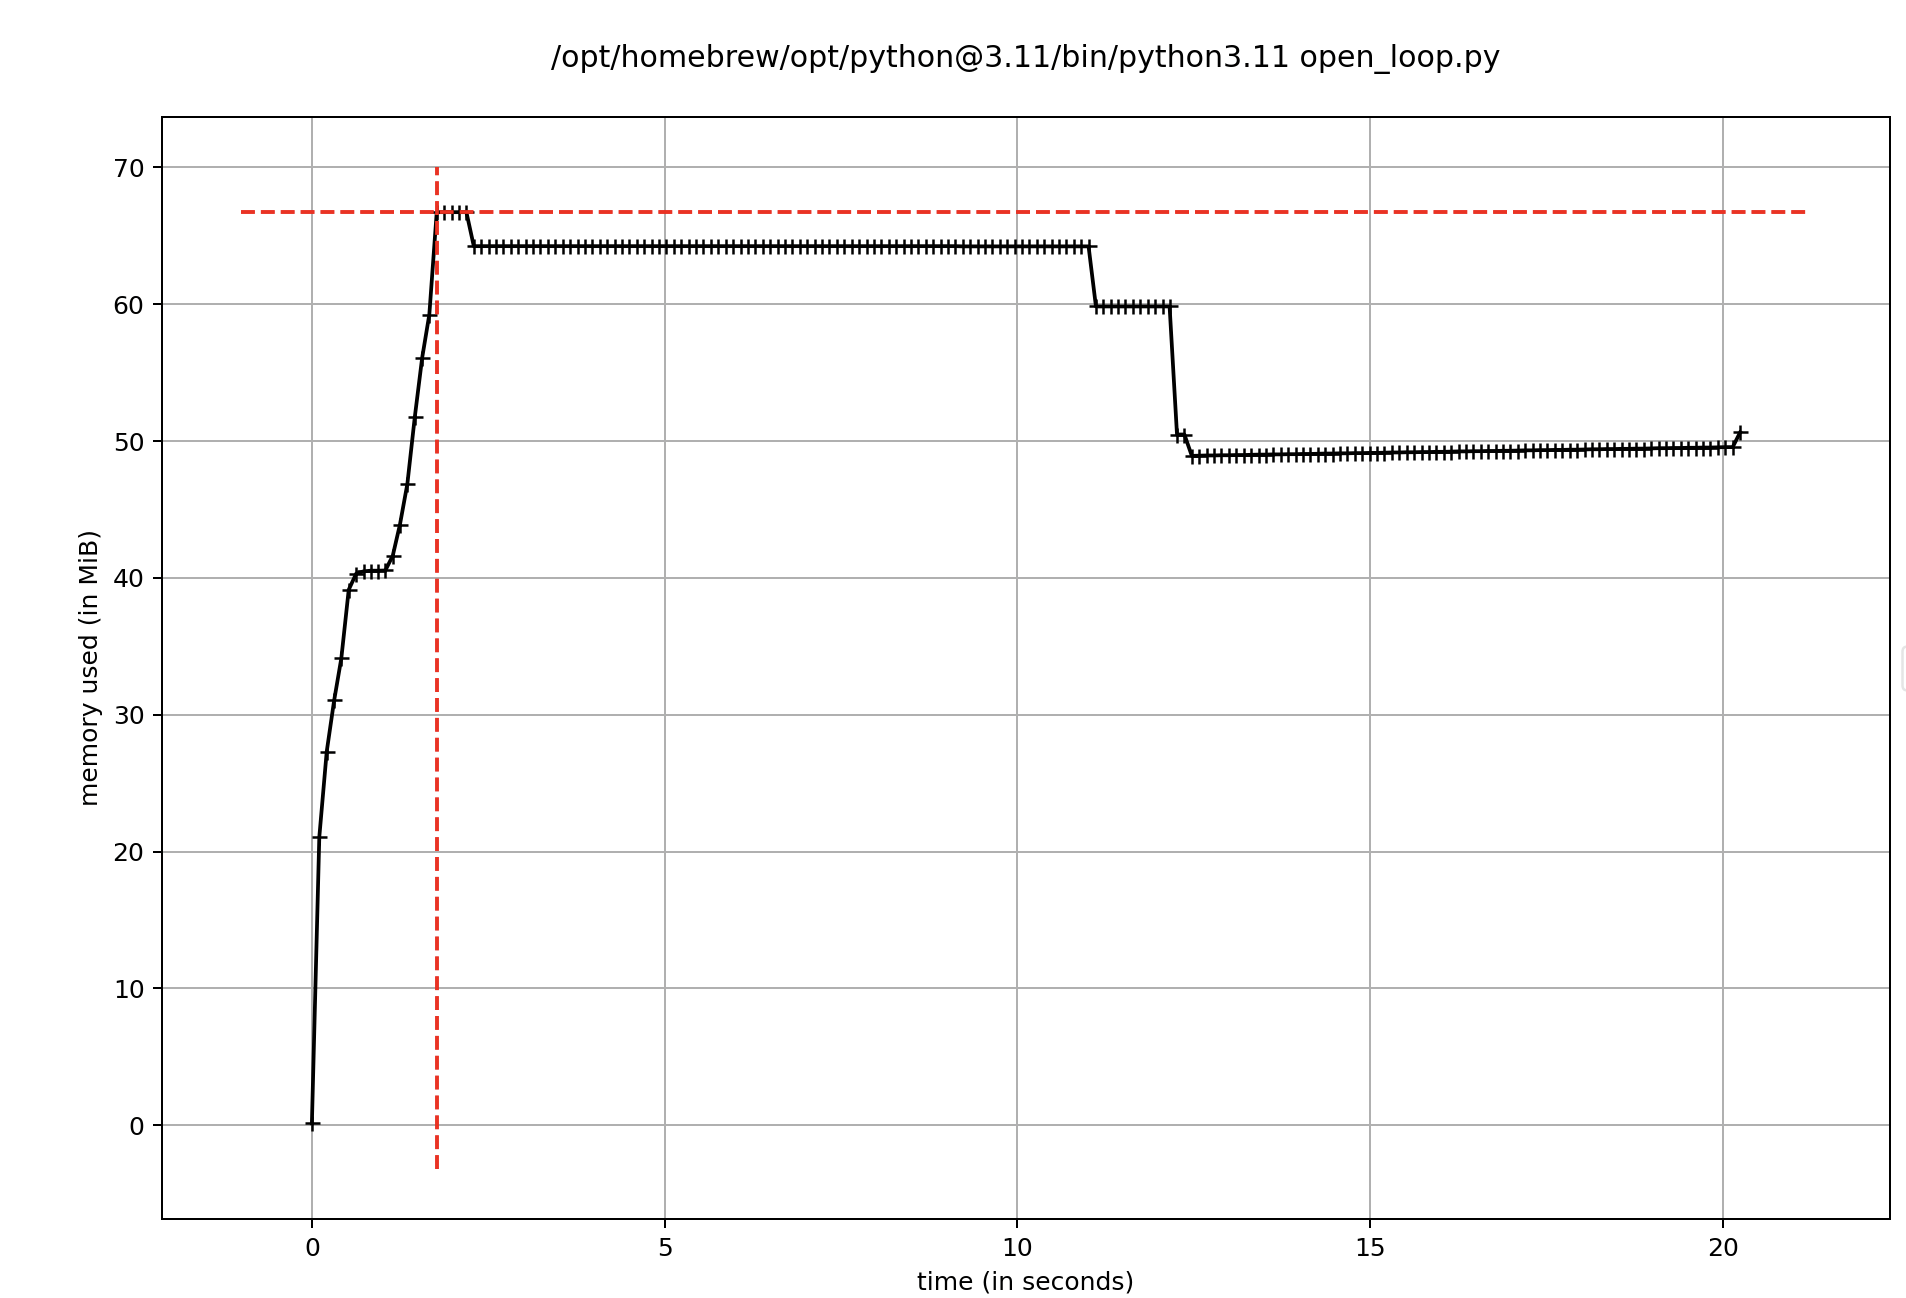 /opt/homebrew/opt/python@3.11/bin/python3.11 open_loop.py
70
60
50
40
30
20
10
0
memory used (in MiB)
0 5 10 15 20
time (in seconds)